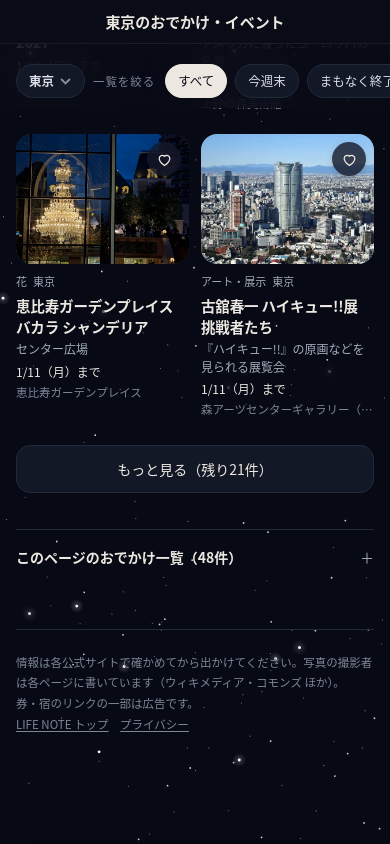 東京のおでかけ・イベント
東京
一覧を絞る
すべて
今週末
まもなく終了
花 東京
恵比寿ガーデンプレイス
バカラ シャンデリア
センター広場
1/11（月）まで
恵比寿ガーデンプレイス
アート・展示 東京
古舘春一 ハイキュー!!展
挑戦者たち
『ハイキュー!!』の原画などを
見られる展覧会
1/11（月）まで
森アーツセンターギャラリー（…
もっと見る（残り21件）
このページのおでかけ一覧（48件）
情報は各公式サイトで確かめてから出かけてください。写真の撮影者
は各ページに書いています（ウィキメディア・コモンズ ほか）。
券・宿のリンクの一部は広告です。
LIFE NOTE トップ プライバシー